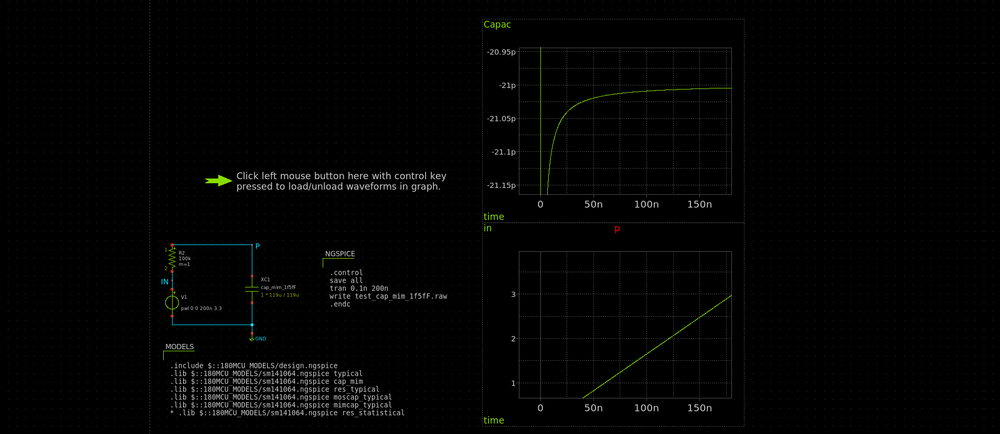 Capac
-20.95p
-21p
-21.05p
-21.1p
-21.15p
0 50n 100n 150n
time
Click left mouse button here with control key
pressed to load/unload waveforms in graph.
in p
3
2
1
0 50n 100n 150n
time
P
1
R2
100k
m=1
2
IN
V1
pwl 0 0 200n 3.3
XC1
cap_mim_1f5fF
1 * 119u / 119u
GND
NGSPICE
.control
save all
tran 0.1n 200n
write test_cap_mim_1f5fF.raw
.endc
MODELS
.include $::180MCU_MODELS/design.ngspice
.lib $::180MCU_MODELS/sm141064.ngspice typical
.lib $::180MCU_MODELS/sm141064.ngspice cap_mim
.lib $::180MCU_MODELS/sm141064.ngspice res_typical
.lib $::180MCU_MODELS/sm141064.ngspice moscap_typical
.lib $::180MCU_MODELS/sm141064.ngspice mimcap_typical
* .lib $::180MCU_MODELS/sm141064.ngspice res_statistical